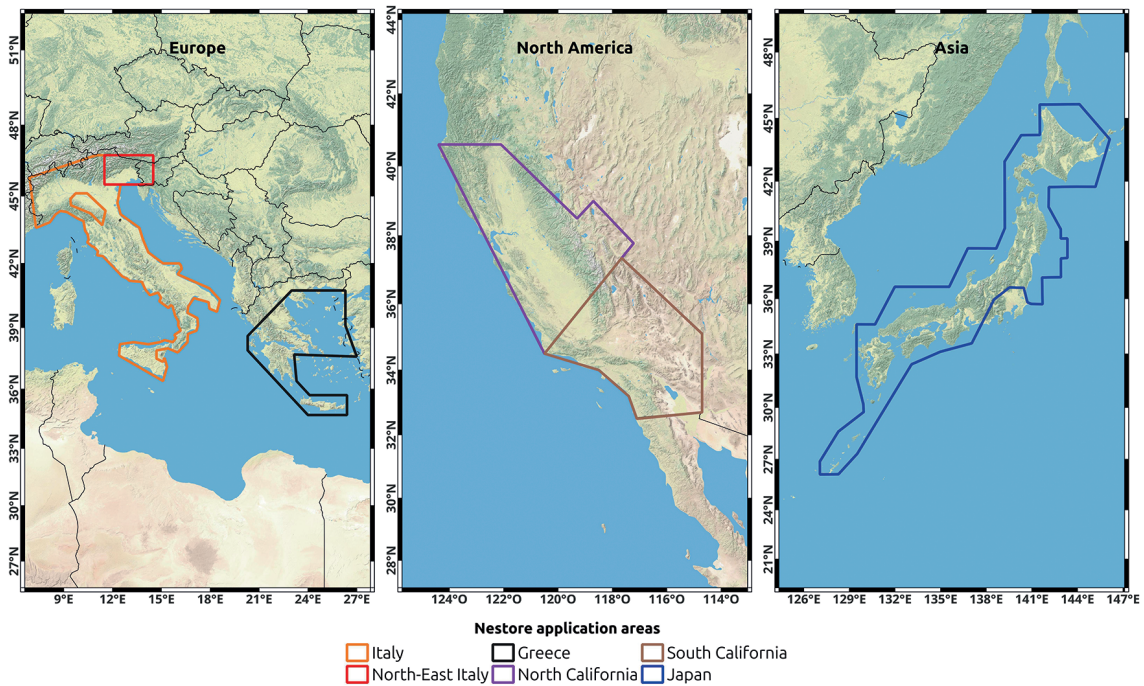 Europe
North America
Asia
51°N
48°N
45°N
42°N
39°N
36°N
33°N
30°N
27°N
9°E 12°E 15°E 18°E 21°E 24°E 27°E
44°N
42°N
40°N
38°N
36°N
34°N
32°N
30°N
28°N
124°O 122°O 120°O 118°O 116°O 114°O
48°N
45°N
42°N
39°N
36°N
33°N
30°N
27°N
24°N
21°N
126°E 129°E 132°E 135°E 138°E 141°E 144°E 147°E
Nestore application areas
Italy Greece South California
North-East Italy North California Japan